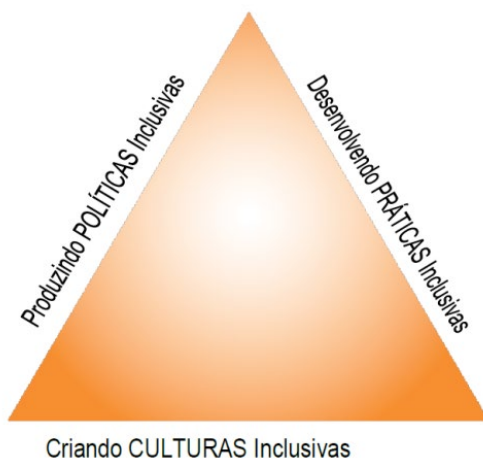 Produzindo POLÍTICAS Inclusivas
Desenvolvendo PRÁTICAS Inclusivas
Criando CULTURAS Inclusivas